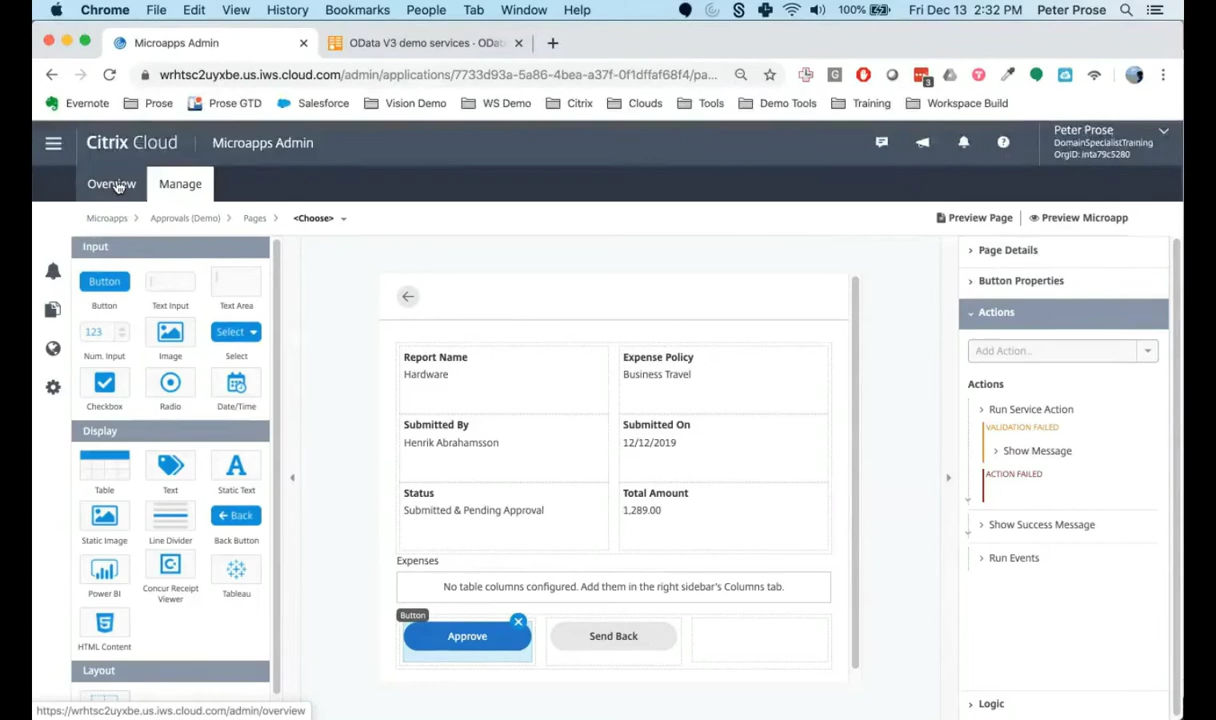 Chrome File Edit View History Bookmarks People Tab Window Help 100% Fri Dec 13 2:32 PM Peter Prose
Microapps Admin
OData V3 demo services · OData
wrhtsc2uyxbe.us.iws.cloud.com/admin/applications/7733d93a-5a86-4bea-a37f-0f1dffaf68f4/pa...
Evernote Prose Prose GTD Salesforce Vision Demo WS Demo Citrix Clouds Tools Demo Tools Training Workspace Build
Citrix Cloud Microapps Admin
Peter Prose
DomainSpecialistTraining
OrgID: inta79c5280
Overview Manage
Microapps > Approvals (Demo) > Pages > <Choose>
Preview Page Preview Microapp
Input
Button
Button Text Input Text Area
123 Select
Num. Input Image Select
Checkbox Radio Date/Time
Display
A
Table Text Static Text
Back
Static Image Line Divider Back Button
Power BI Concur Receipt Viewer Tableau
HTML Content
Layout
Report Name
Hardware
Expense Policy
Business Travel
Submitted By
Henrik Abrahamsson
Submitted On
12/12/2019
Status
Submitted & Pending Approval
Total Amount
1,289.00
Expenses
No table columns configured. Add them in the right sidebar's Columns tab.
Button
Approve
Send Back
Page Details
Button Properties
Actions
Add Action..
Actions
Run Service Action
VALIDATION FAILED
Show Message
ACTION FAILED
Show Success Message
Run Events
Logic
https://wrhtsc2uyxbe.us.iws.cloud.com/admin/overview